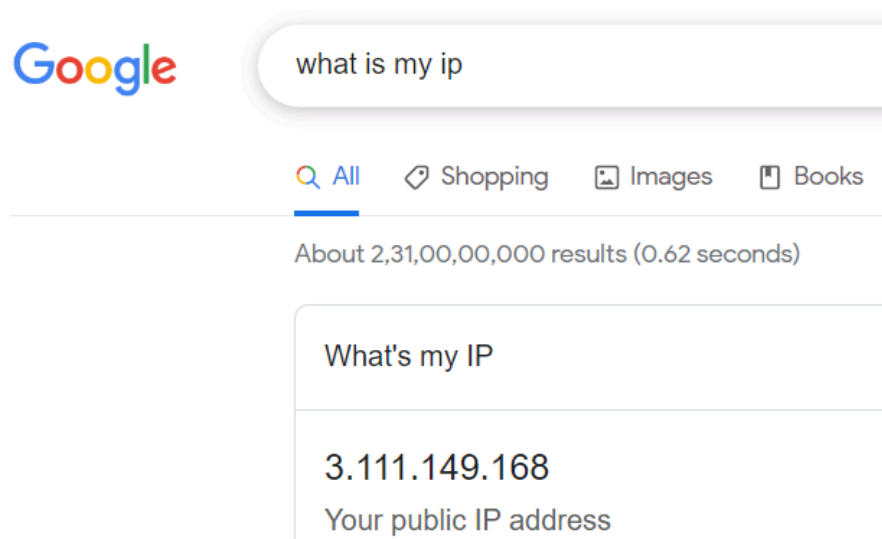 Google
what is my ip
All Shopping Images Books
About 2,31,00,00,000 results (0.62 seconds)
What's my IP
3.111.149.168
Your public IP address